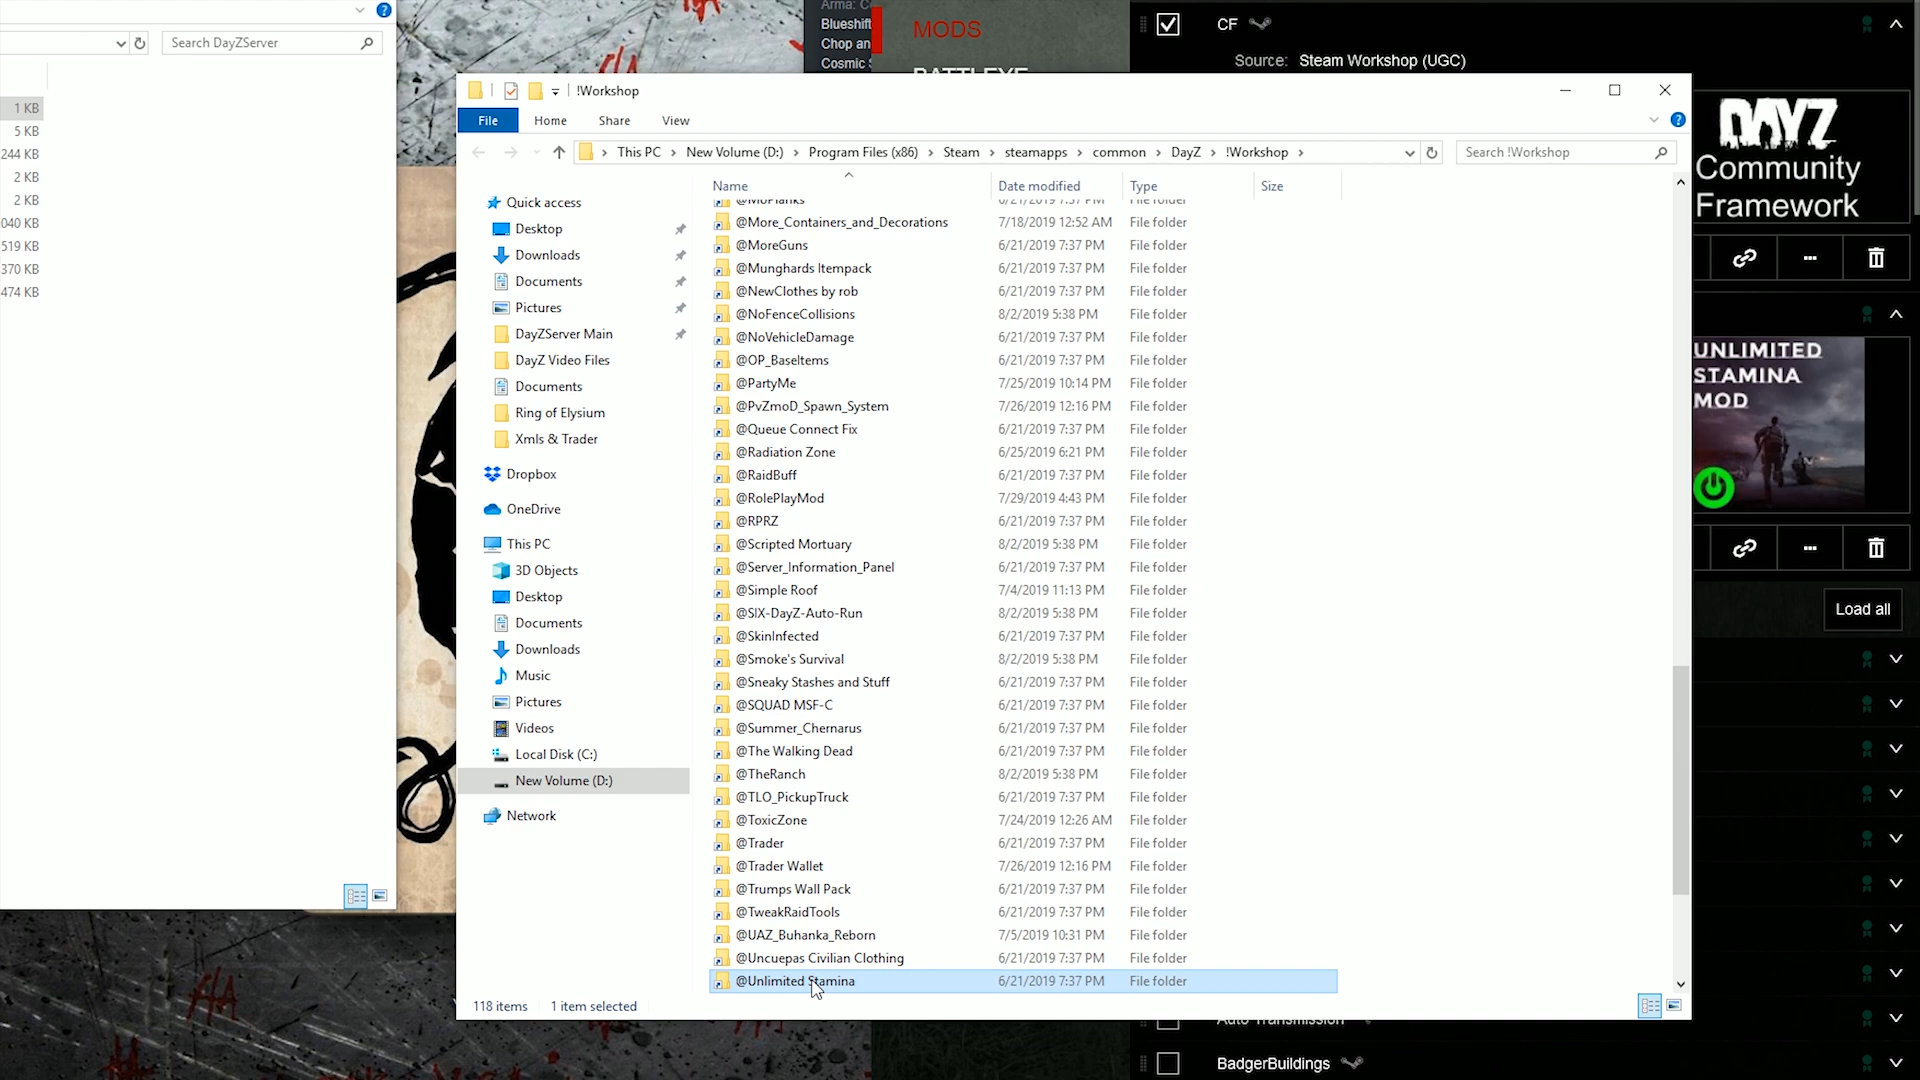 Search DayZServer
1 KB
5 KB
244 KB
2 KB
2 KB
040 KB
519 KB
370 KB
474 KB
Blueshift
Chop an
Cosmic
MODS
BATTLEYE
CF
Source: Steam Workshop (UGC)
!Workshop
File Home Share View
This PC > New Volume (D:) > Program Files (x86) > Steam > steamapps > common > DayZ > !Workshop >
Search !Workshop
Name Date modified Type Size
Quick access
Desktop
Downloads
Documents
Pictures
DayZServer Main
DayZ Video Files
Documents
Ring of Elysium
Xmls & Trader
Dropbox
OneDrive
This PC
3D Objects
Desktop
Documents
Downloads
Music
Pictures
Videos
Local Disk (C:)
New Volume (D:)
Network
@MoPlanks 6/21/2019 7:37 PM File folder
@More_Containers_and_Decorations 7/18/2019 12:52 AM File folder
@MoreGuns 6/21/2019 7:37 PM File folder
@Munghards Itempack 6/21/2019 7:37 PM File folder
@NewClothes by rob 6/21/2019 7:37 PM File folder
@NoFenceCollisions 8/2/2019 5:38 PM File folder
@NoVehicleDamage 6/21/2019 7:37 PM File folder
@OP_BaseItems 6/21/2019 7:37 PM File folder
@PartyMe 7/25/2019 10:14 PM File folder
@PvZmoD_Spawn_System 7/26/2019 12:16 PM File folder
@Queue Connect Fix 6/21/2019 7:37 PM File folder
@Radiation Zone 6/25/2019 6:21 PM File folder
@RaidBuff 6/21/2019 7:37 PM File folder
@RolePlayMod 7/29/2019 4:43 PM File folder
@RPRZ 6/21/2019 7:37 PM File folder
@Scripted Mortuary 8/2/2019 5:38 PM File folder
@Server_Information_Panel 6/21/2019 7:37 PM File folder
@Simple Roof 7/4/2019 11:13 PM File folder
@SIX-DayZ-Auto-Run 8/2/2019 5:38 PM File folder
@SkinInfected 6/21/2019 7:37 PM File folder
@Smoke's Survival 8/2/2019 5:38 PM File folder
@Sneaky Stashes and Stuff 6/21/2019 7:37 PM File folder
@SQUAD MSF-C 6/21/2019 7:37 PM File folder
@Summer_Chernarus 6/21/2019 7:37 PM File folder
@The Walking Dead 6/21/2019 7:37 PM File folder
@TheRanch 8/2/2019 5:38 PM File folder
@TLO_PickupTruck 6/21/2019 7:37 PM File folder
@ToxicZone 7/24/2019 12:26 AM File folder
@Trader 6/21/2019 7:37 PM File folder
@Trader Wallet 7/26/2019 12:16 PM File folder
@Trumps Wall Pack 6/21/2019 7:37 PM File folder
@TweakRaidTools 6/21/2019 7:37 PM File folder
@UAZ_Buhanka_Reborn 7/5/2019 10:31 PM File folder
@Uncuepas Civilian Clothing 6/21/2019 7:37 PM File folder
@Unlimited Stamina 6/21/2019 7:37 PM File folder
118 items 1 item selected
DAYZ
Community
Framework
UNLIMITED
STAMINA
MOD
Load all
Auto Transmission
BadgerBuildings